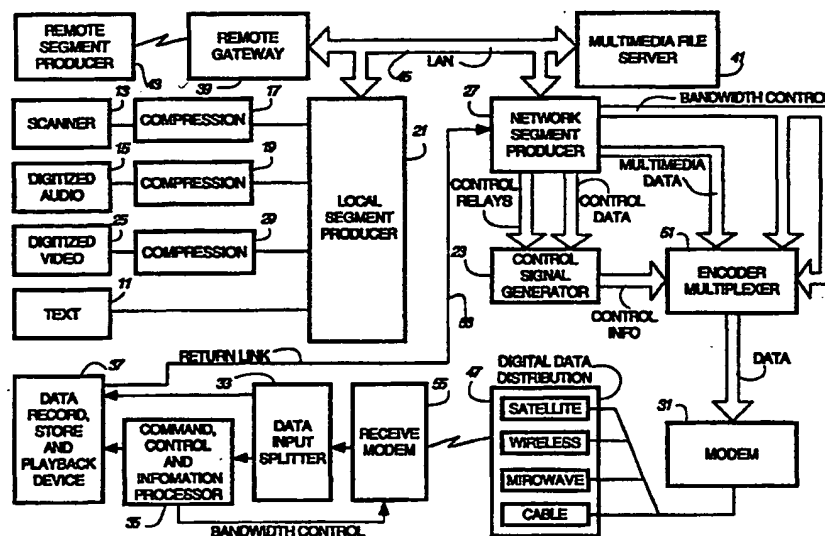 REMOTE
SEGMENT
PRODUCER
43
REMOTE
GATEWAY
39
LAN
45
MULTIMEDIA FILE
SERVER
41
13
SCANNER
COMPRESSION
17
15
DIGITIZED
AUDIO
COMPRESSION
19
25
DIGITIZED
VIDEO
COMPRESSION
29
TEXT
11
21
LOCAL
SEGMENT
PRODUCER
27
NETWORK
SEGMENT
PRODUCER
BANDWIDTH CONTROL
MULTIMEDIA
DATA
CONTROL
RELAYS
CONTROL
DATA
23
CONTROL
SIGNAL
GENERATOR
CONTROL
INFO
51
ENCODER
MULTIPLEXER
DATA
31
MODEM
53
RETURN LINK
37
DATA
RECORD,
STORE
AND
PLAYBACK
DEVICE
COMMAND,
CONTROL
AND
INFOMATION
PROCESSOR
35
33
DATA
INPUT
SPLITTER
55
RECEIVE
MODEM
BANDWIDTH CONTROL
47
DIGITAL DATA
DISTRIBUTION
SATELLITE
WIRELESS
MIROWAVE
CABLE